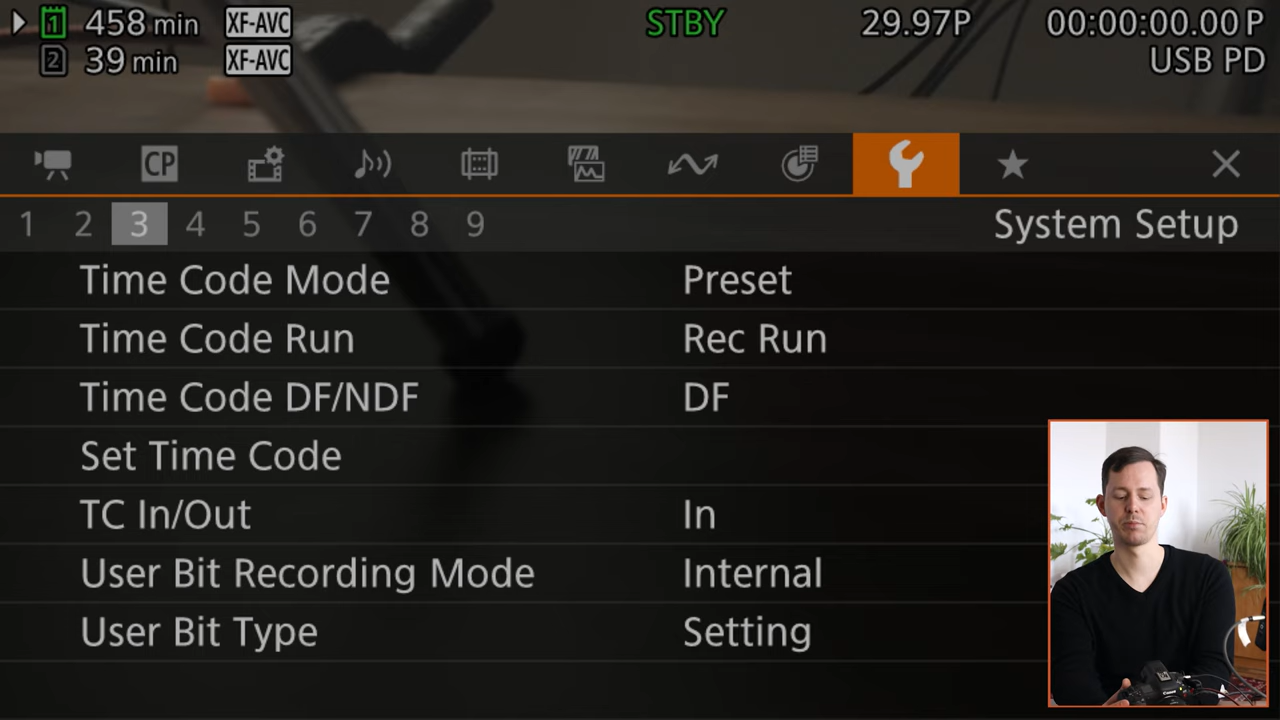 1 458 min XF-AVC STBY 29.97P 00:00:00.00 P
2 39 min XF-AVC USB PD
CP
1 2 3 4 5 6 7 8 9 System Setup
Time Code Mode Preset
Time Code Run Rec Run
Time Code DF/NDF DF
Set Time Code
TC In/Out In
User Bit Recording Mode Internal
User Bit Type Setting
Canon